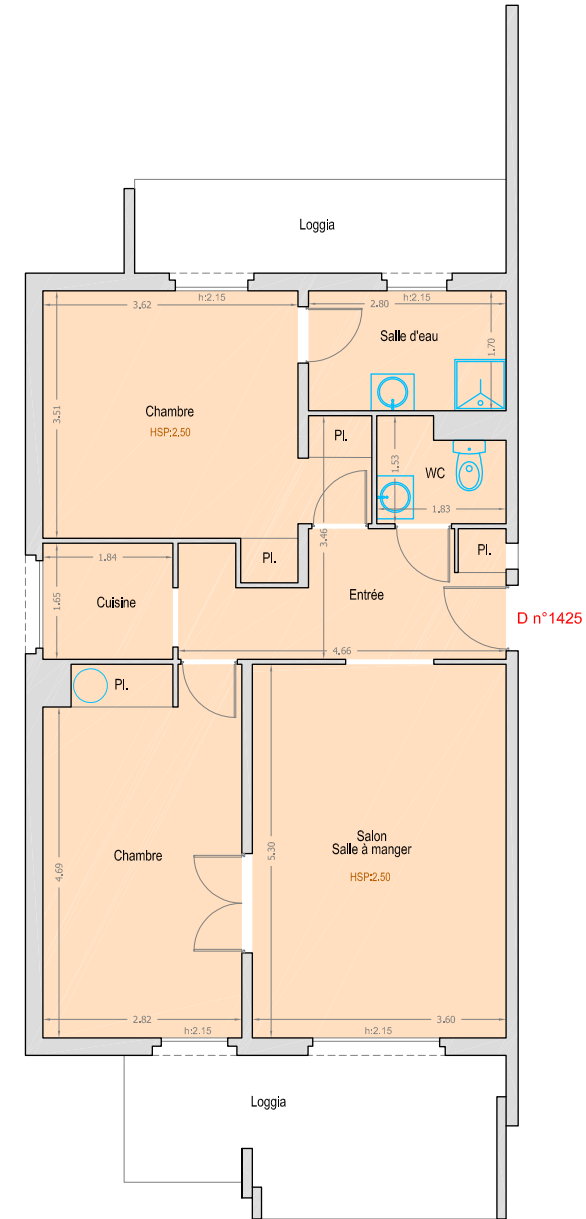 Loggia
3.62
h:2.15
2.80
h:2.15
Salle d'eau
1.70
3.51
Chambre
HSP:2.50
Pl.
1.53
WC
1.83
3.46
Pl.
Pl.
1.84
1.65
Cuisine
Entrée
D n°1425
4.66
Pl.
Salon
Salle à manger
5.30
HSP:2.50
Chambre
4.69
2.82
h:2.15
3.60
h:2.15
Loggia